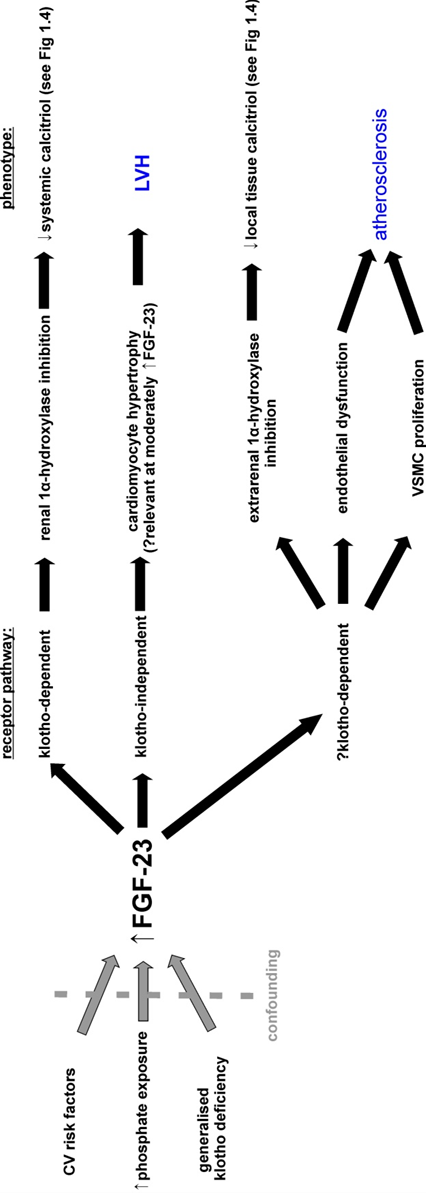 receptor pathway:
phenotype:
klotho-dependent
renal 1α-hydroxylase inhibition
↓systemic calcitriol (see Fig 1.4)
CV risk factors
↑phosphate exposure
generalised
klotho deficiency
confounding
↑FGF-23
klotho-independent
cardiomyocyte hypertrophy
(?relevant at moderately ↑FGF-23)
LVH
?klotho-dependent
extrarenal 1α-hydroxylase
inhibition
↓local tissue calcitriol (see Fig 1.4)
endothelial dysfunction
VSMC proliferation
atherosclerosis